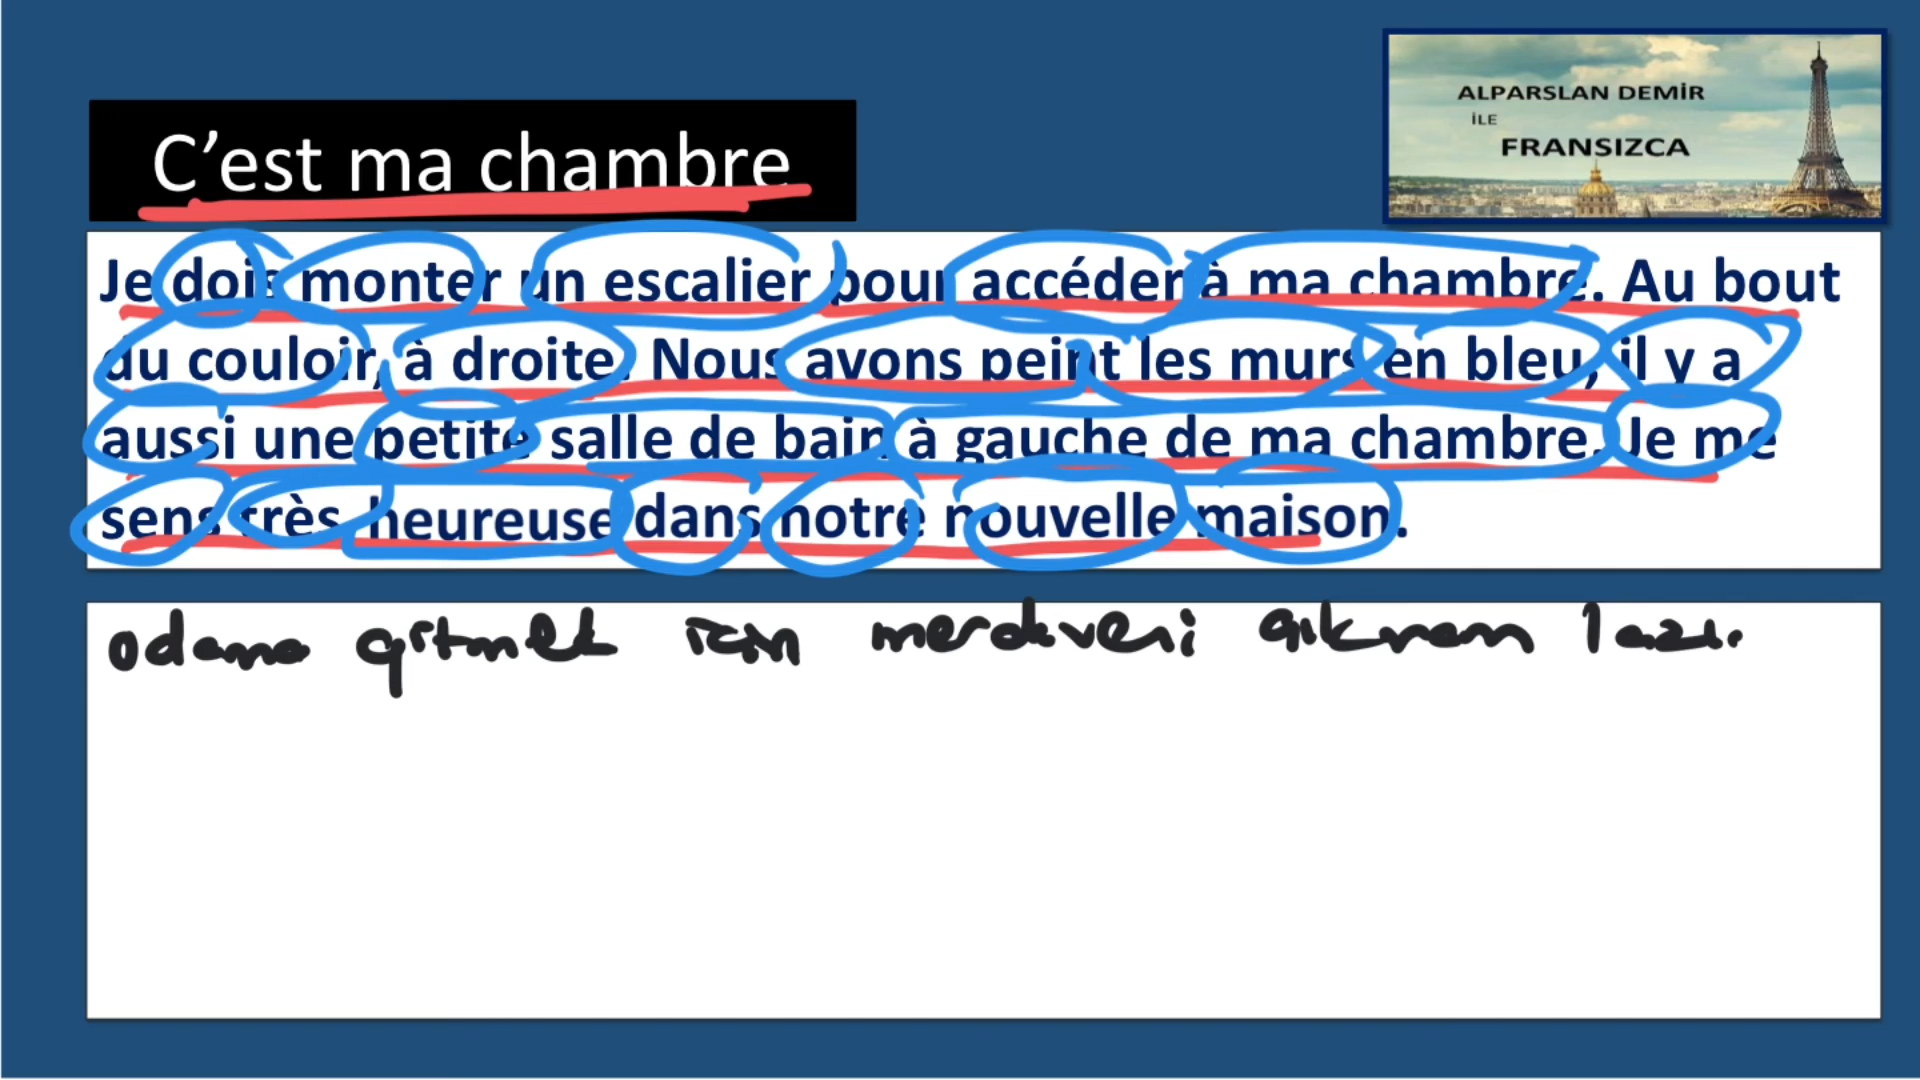 ALPARSLAN DEMİR
İLE
FRANSIZCA
C’est ma chambre
Je dois monter un escalier pour accéder à ma chambre. Au bout
du couloir, à droite. Nous avons peint les murs en bleu, il y a
aussi une petite salle de bain à gauche de ma chambre. Je me
sens très heureuse dans notre nouvelle maison.
odama gitmek için merdiveni çıkmam lazım